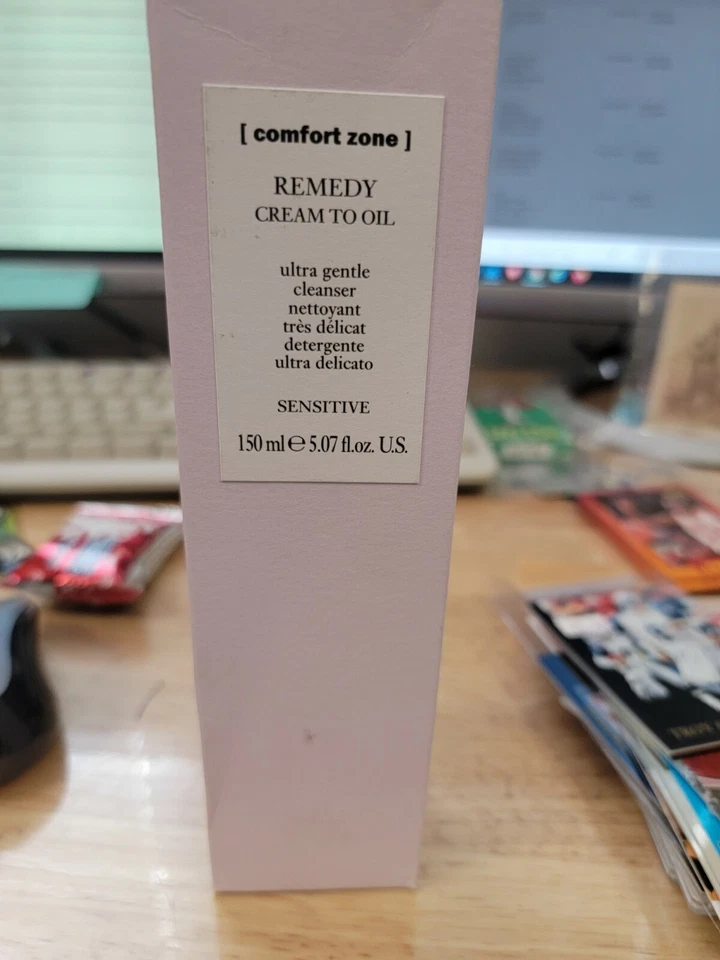 [ comfort zone ]
REMEDY
CREAM TO OIL
ultra gentle
cleanser
nettoyant
très délicat
detergente
ultra delicato
SENSITIVE
150 ml ℮ 5.07 fl.oz. U.S.